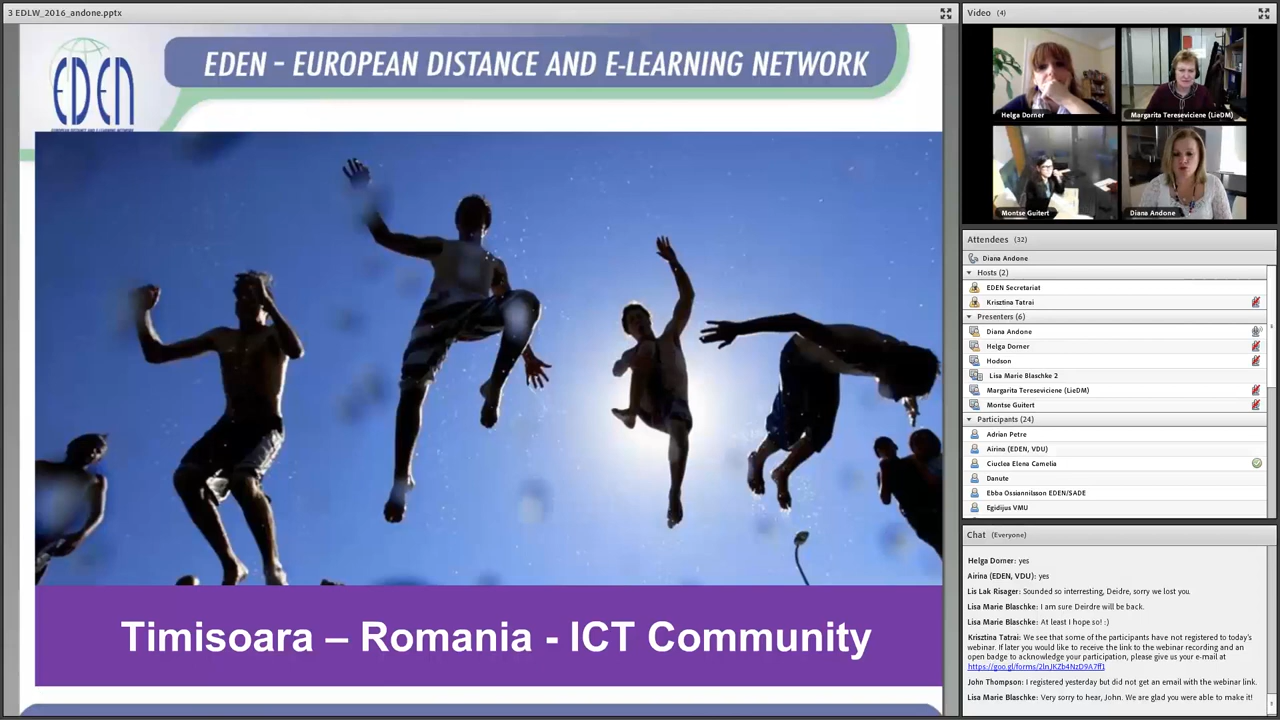 3 EDLW_2016_andone.pptx
EDEN
EUROPEAN DISTANCE AND E-LEARNING NETWORK
EDEN - EUROPEAN DISTANCE AND E-LEARNING NETWORK
Timisoara – Romania - ICT Community
Video (4)
Helga Dorner
Margarita Tereseviciene (LieDM)
Montse Guitert
Diana Andone
Attendees (32)
Diana Andone
Hosts (2)
EDEN Secretariat
Krisztina Tatrai
Presenters (6)
Diana Andone
Helga Dorner
Hodson
Lisa Marie Blaschke 2
Margarita Tereseviciene (LieDM)
Montse Guitert
Participants (24)
Adrian Petre
Airina (EDEN, VDU)
Ciuclea Elena Camelia
Danute
Ebba Ossiannilsson EDEN/SADE
Egidijus VMU
Chat (Everyone)
Helga Dorner: yes
Airina (EDEN, VDU): yes
Lis Lak Risager: Sounded so interresting, Deidre, sorry we lost you.
Lisa Marie Blaschke: I am sure Deirdre will be back.
Lisa Marie Blaschke: At least I hope so! :)
Krisztina Tatrai: We see that some of the participants have not registered to today's
webinar. If later you would like to receive the link to the webinar recording and an
open badge to acknowledge your participation, please give us your e-mail at
https://goo.gl/forms/2lnJKZb4NzD9A7ff1
John Thompson: I registered yesterday but did not get an email with the webinar link.
Lisa Marie Blaschke: Very sorry to hear, John. We are glad you were able to make it!